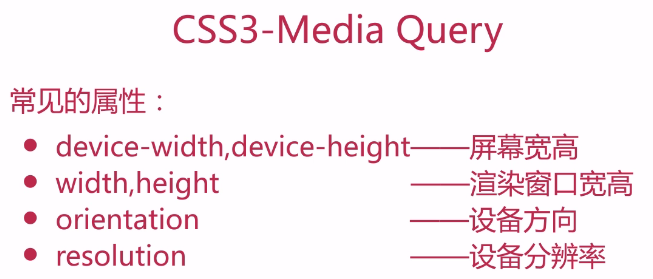 CSS3-Media Query
常见的属性：
• device-width,device-height——屏幕宽高
• width,height ——渲染窗口宽高
• orientation ——设备方向
• resolution ——设备分辨率